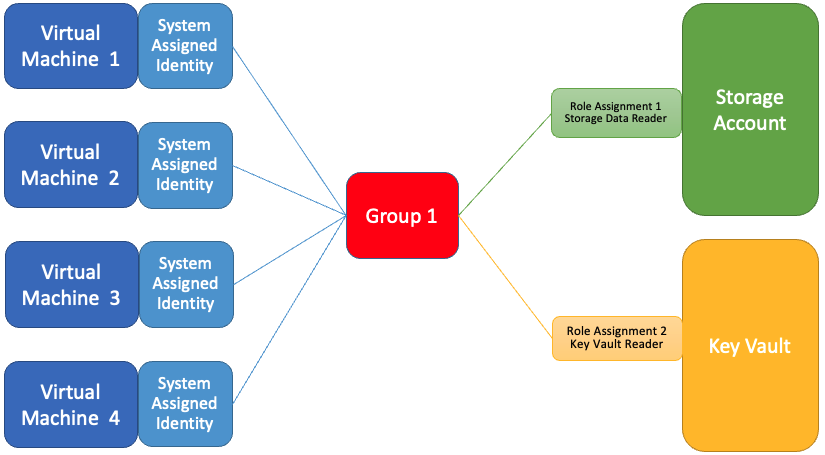 Virtual
Machine 1
System
Assigned
Identity
Virtual
Machine 2
System
Assigned
Identity
Virtual
Machine 3
System
Assigned
Identity
Virtual
Machine 4
System
Assigned
Identity
Group 1
Role Assignment 1
Storage Data Reader
Storage
Account
Role Assignment 2
Key Vault Reader
Key Vault